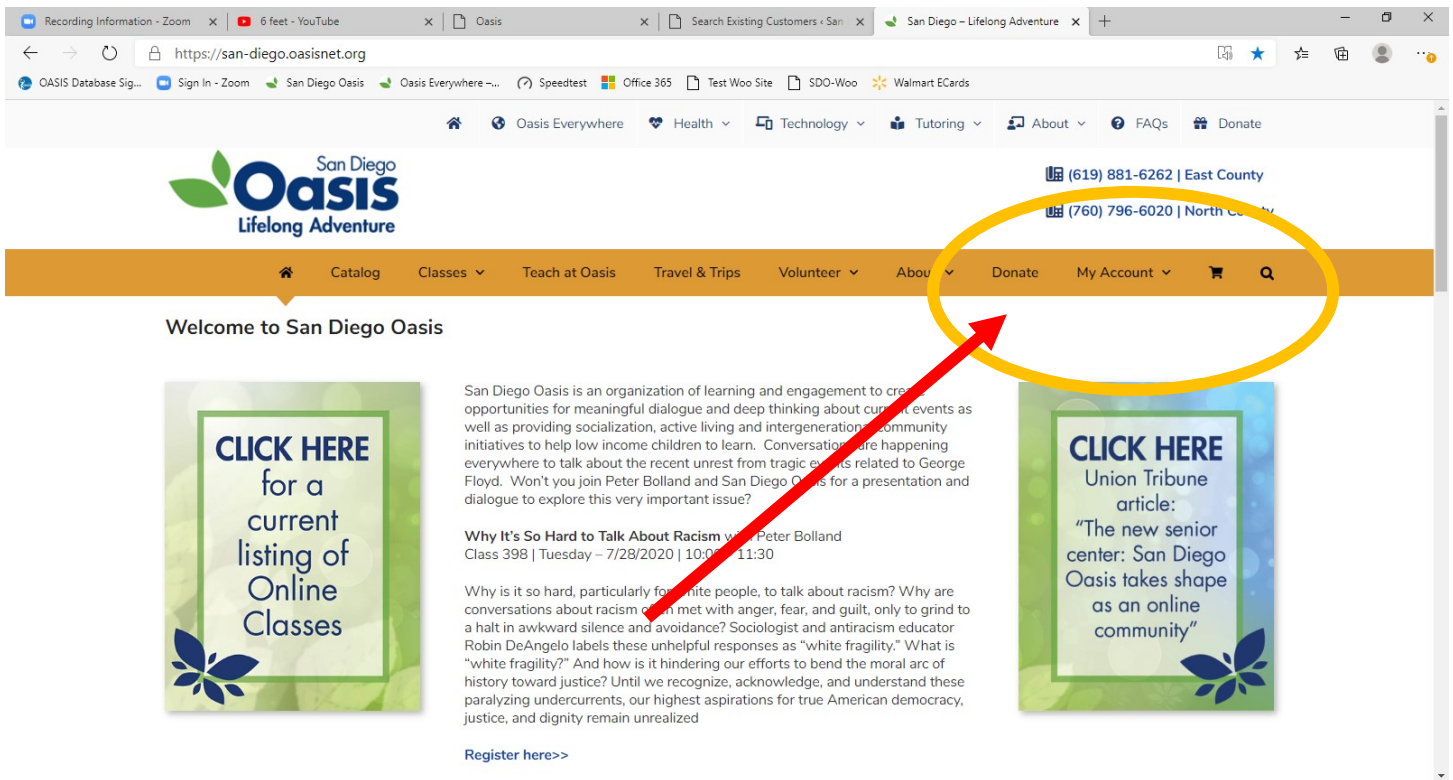 Recording Information - Zoom
6 feet - YouTube
Oasis
Search Existing Customers ‹ San
San Diego – Lifelong Adventure
https://san-diego.oasisnet.org
OASIS Database Sig...
Sign In - Zoom
San Diego Oasis
Oasis Everywhere –...
Speedtest
Office 365
Test Woo Site
SDO-Woo
Walmart ECards
Oasis Everywhere
Health
Technology
Tutoring
About
FAQs
Donate
San Diego
Oasis
Lifelong Adventure
(619) 881-6262 | East County
(760) 796-6020 | North County
Catalog
Classes
Teach at Oasis
Travel & Trips
Volunteer
About
Donate
My Account
Welcome to San Diego Oasis
CLICK HERE
for a
current
listing of
Online
Classes
San Diego Oasis is an organization of learning and engagement to create
opportunities for meaningful dialogue and deep thinking about current events as
well as providing socialization, active living and intergenerational community
initiatives to help low income children to learn. Conversations are happening
everywhere to talk about the recent unrest from tragic events related to George
Floyd. Won't you join Peter Bolland and San Diego Oasis for a presentation and
dialogue to explore this very important issue?
Why It's So Hard to Talk About Racism with Peter Bolland
Class 398 | Tuesday – 7/28/2020 | 10:00 – 11:30
Why is it so hard, particularly for white people, to talk about racism? Why are
conversations about racism often met with anger, fear, and guilt, only to grind to
a halt in awkward silence and avoidance? Sociologist and antiracism educator
Robin DeAngelo labels these unhelpful responses as “white fragility.” What is
“white fragility?” And how is it hindering our efforts to bend the moral arc of
history toward justice? Until we recognize, acknowledge, and understand these
paralyzing undercurrents, our highest aspirations for true American democracy,
justice, and dignity remain unrealized
Register here>>
CLICK HERE
Union Tribune
article:
“The new senior
center: San Diego
Oasis takes shape
as an online
community”